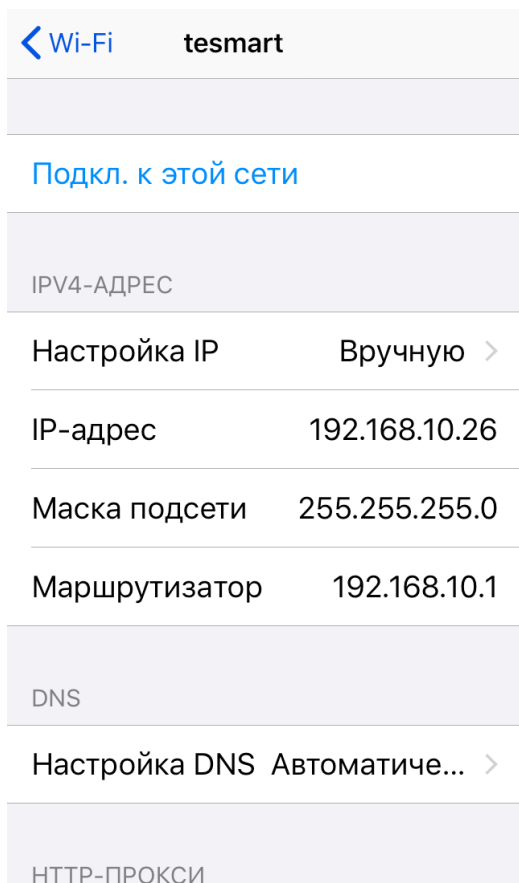 Wi-Fi tesmart
Подкл. к этой сети
IPV4-АДРЕС
Настройка IP Вручную
IP-адрес 192.168.10.26
Маска подсети 255.255.255.0
Маршрутизатор 192.168.10.1
DNS
Настройка DNS Автоматиче...
HTTP-ПРОКСИ